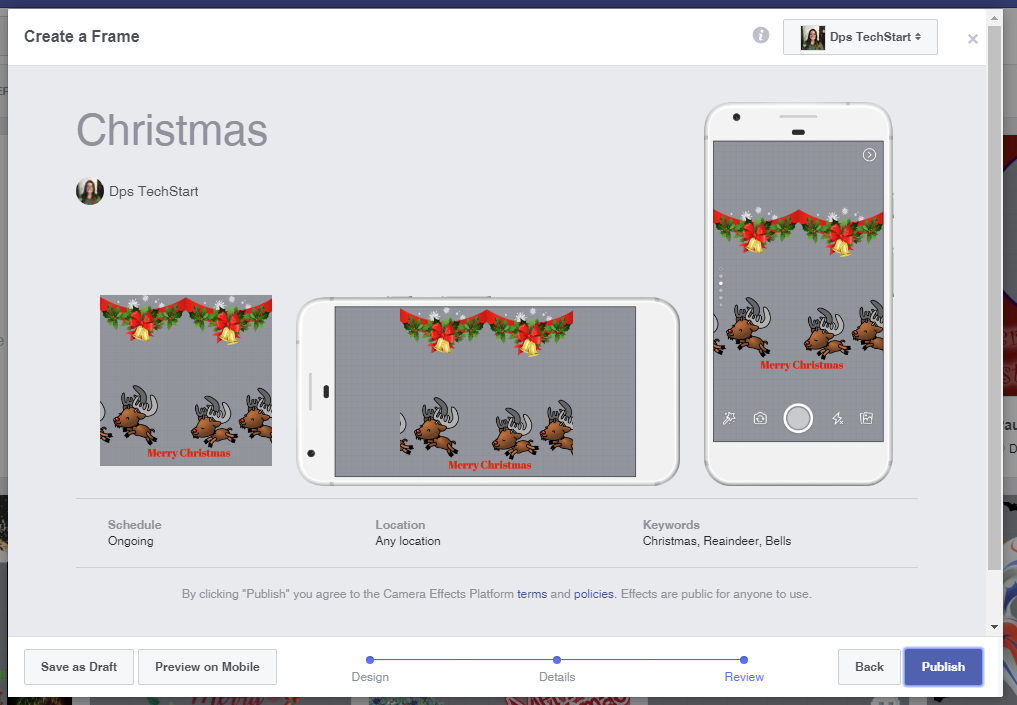 Create a Frame
Dps TechStart
Christmas
Dps TechStart
Merry Christmas
Merry Christmas
Merry Christmas
Schedule
Ongoing
Location
Any location
Keywords
Christmas, Reaindeer, Bells
By clicking "Publish" you agree to the Camera Effects Platform terms and policies. Effects are public for anyone to use.
Save as Draft
Preview on Mobile
Design
Details
Review
Back
Publish